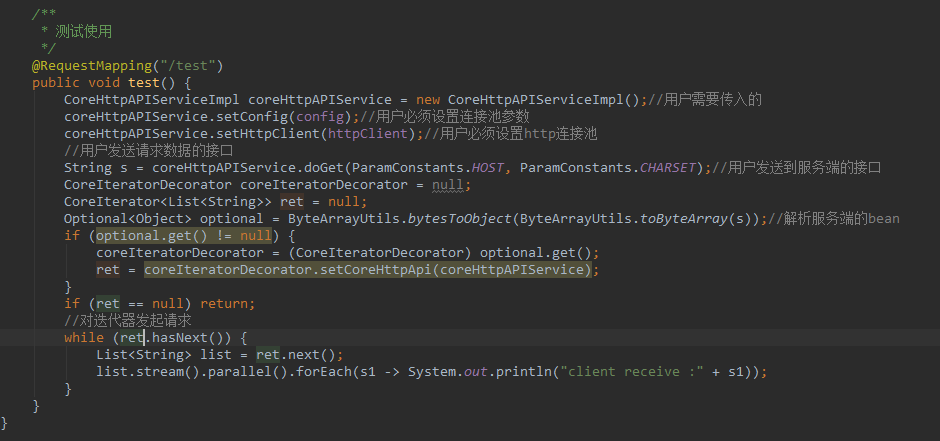 /**
 * 测试使用
 */
@RequestMapping("/test")
public void test() {
    CoreHttpAPIServiceImpl coreHttpAPIService = new CoreHttpAPIServiceImpl();//用户需要传入的
    coreHttpAPIService.setConfig(config);//用户必须设置连接池参数
    coreHttpAPIService.setHttpClient(httpClient);//用户必须设置http连接池
    //用户发送请求数据的接口
    String s = coreHttpAPIService.doGet(ParamConstants.HOST, ParamConstants.CHARSET);//用户发送到服务端的接口
    CoreIteratorDecorator coreIteratorDecorator = null;
    CoreIterator<List<String>> ret = null;
    Optional<Object> optional = ByteArrayUtils.bytesToObject(ByteArrayUtils.toByteArray(s));//解析服务端的bean
    if (optional.get() != null) {
        coreIteratorDecorator = (CoreIteratorDecorator) optional.get();
        ret = coreIteratorDecorator.setCoreHttpApi(coreHttpAPIService);
    }
    if (ret == null) return;
    //对迭代器发起请求
    while (ret.hasNext()) {
        List<String> list = ret.next();
        list.stream().parallel().forEach(s1 -> System.out.println("client receive :" + s1));
    }
}
}